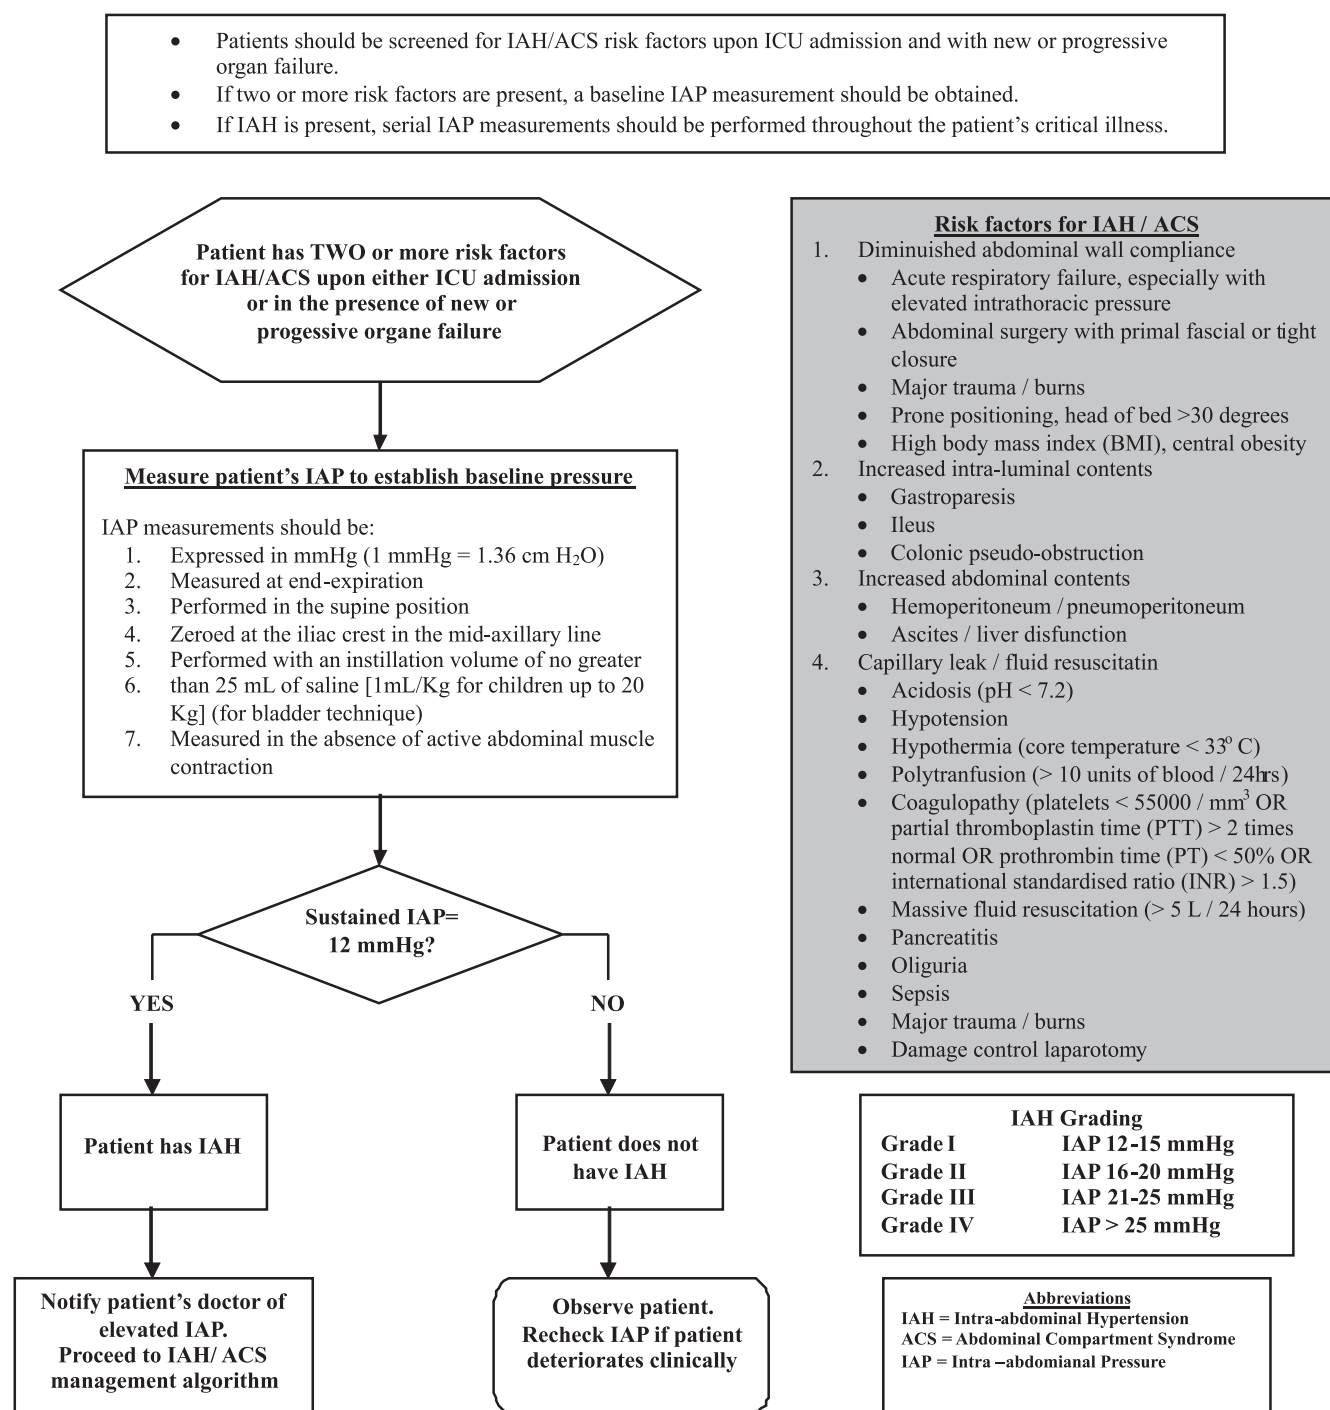 • Patients should be screened for IAH/ACS risk factors upon ICU admission and with new or progressive
organ failure.
• If two or more risk factors are present, a baseline IAP measurement should be obtained.
• If IAH is present, serial IAP measurements should be performed throughout the patient's critical illness.
Patient has TWO or more risk factors
for IAH/ACS upon either ICU admission
or in the presence of new or
progessive organe failure
Measure patient's IAP to establish baseline pressure
IAP measurements should be:
1. Expressed in mmHg (1 mmHg = 1.36 cm H₂O)
2. Measured at end-expiration
3. Performed in the supine position
4. Zeroed at the iliac crest in the mid-axillary line
5. Performed with an instillation volume of no greater
6. than 25 mL of saline [1mL/Kg for children up to 20
Kg] (for bladder technique)
7. Measured in the absence of active abdominal muscle
contraction
Sustained IAP=
12 mmHg?
YES
NO
Patient has IAH
Patient does not
have IAH
Notify patient's doctor of
elevated IAP.
Proceed to IAH/ ACS
management algorithm
Observe patient.
Recheck IAP if patient
deteriorates clinically
Risk factors for IAH / ACS
1. Diminuished abdominal wall compliance
• Acute respiratory failure, especially with
elevated intrathoracic pressure
• Abdominal surgery with primal fascial or tight
closure
• Major trauma / burns
• Prone positioning, head of bed >30 degrees
• High body mass index (BMI), central obesity
2. Increased intra-luminal contents
• Gastroparesis
• Ileus
• Colonic pseudo-obstruction
3. Increased abdominal contents
• Hemoperitoneum / pneumoperitoneum
• Ascites / liver disfunction
4. Capillary leak / fluid resuscitatin
• Acidosis (pH < 7.2)
• Hypotension
• Hypothermia (core temperature < 33° C)
• Polytranfusion (> 10 units of blood / 24hrs)
• Coagulopathy (platelets < 55000 / mm³ OR
partial thromboplastin time (PTT) > 2 times
normal OR prothrombin time (PT) < 50% OR
international standardised ratio (INR) > 1.5)
• Massive fluid resuscitation (> 5 L / 24 hours)
• Pancreatitis
• Oliguria
• Sepsis
• Major trauma / burns
• Damage control laparotomy
IAH Grading
Grade I IAP 12-15 mmHg
Grade II IAP 16-20 mmHg
Grade III IAP 21-25 mmHg
Grade IV IAP > 25 mmHg
Abbreviations
IAH = Intra-abdominal Hypertension
ACS = Abdominal Compartment Syndrome
IAP = Intra –abdomianal Pressure